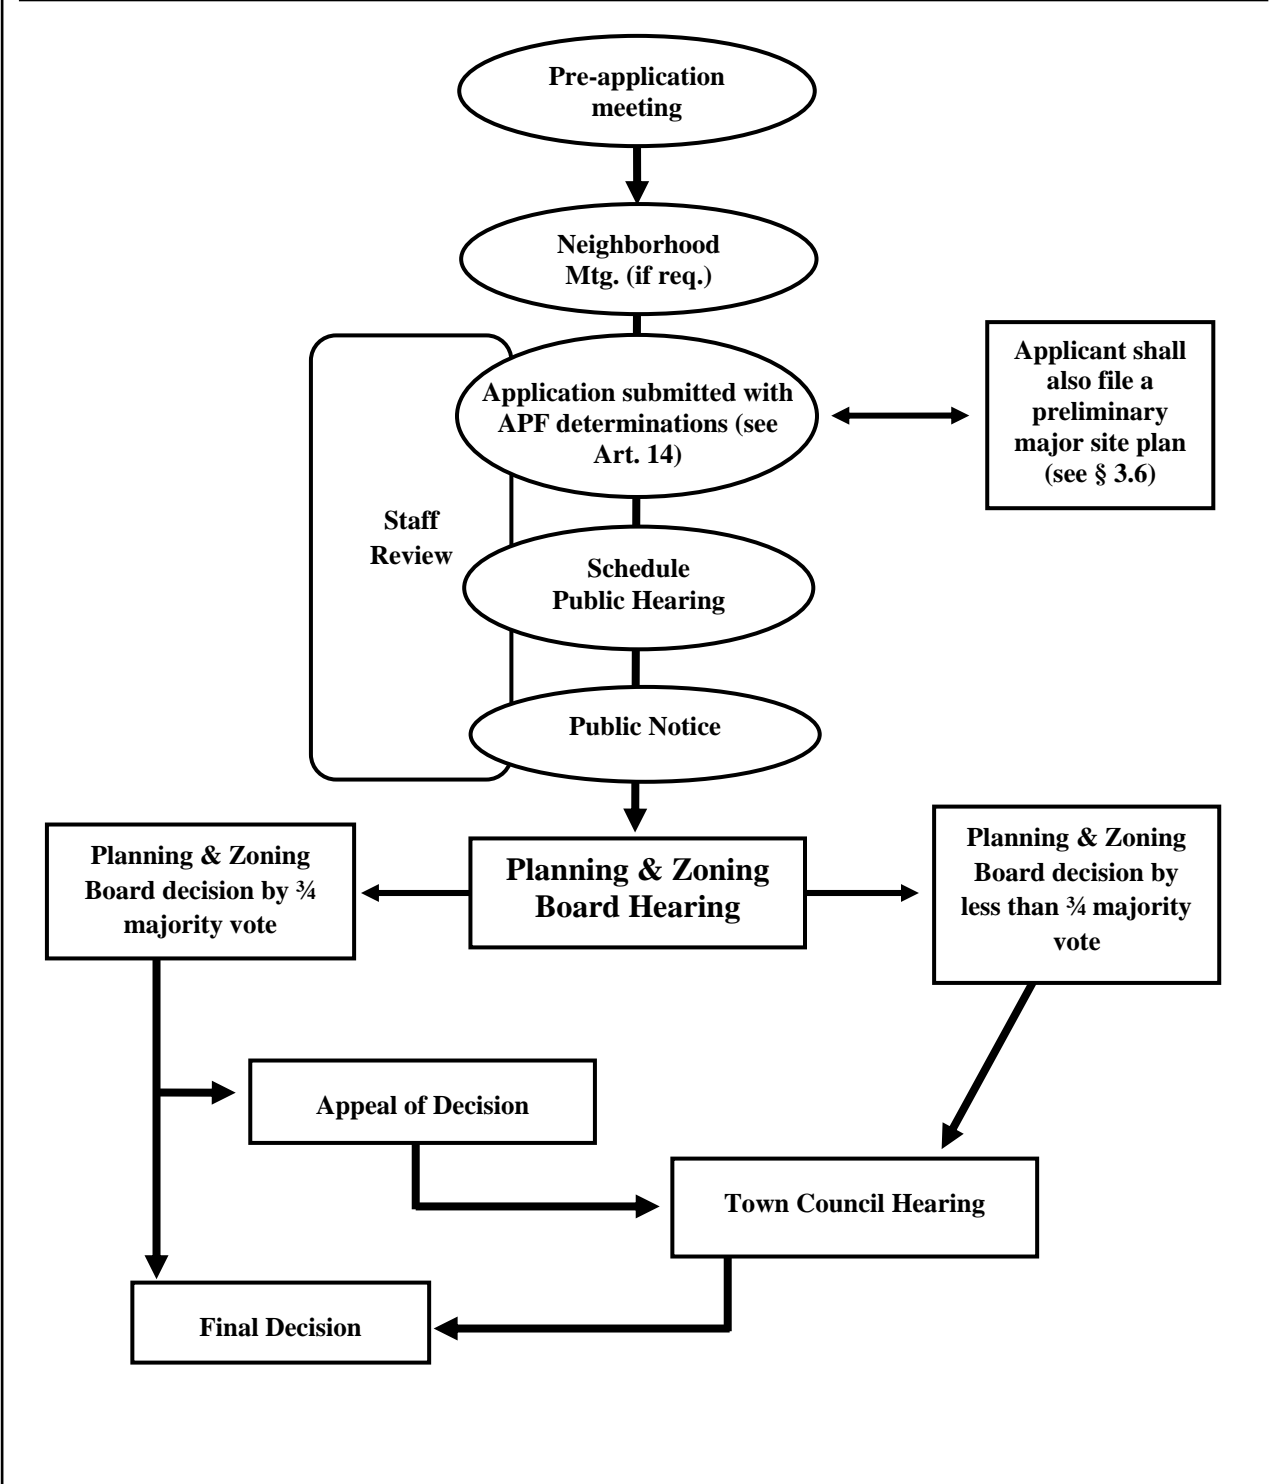 Pre-application
meeting
Neighborhood
Mtg. (if req.)
Application submitted with
APF determinations (see
Art. 14)
Applicant shall
also file a
preliminary
major site plan
(see § 3.6)
Staff
Review
Schedule
Public Hearing
Public Notice
Planning & Zoning
Board decision by ¾
majority vote
Planning & Zoning
Board Hearing
Planning & Zoning
Board decision by
less than ¾ majority
vote
Appeal of Decision
Town Council Hearing
Final Decision